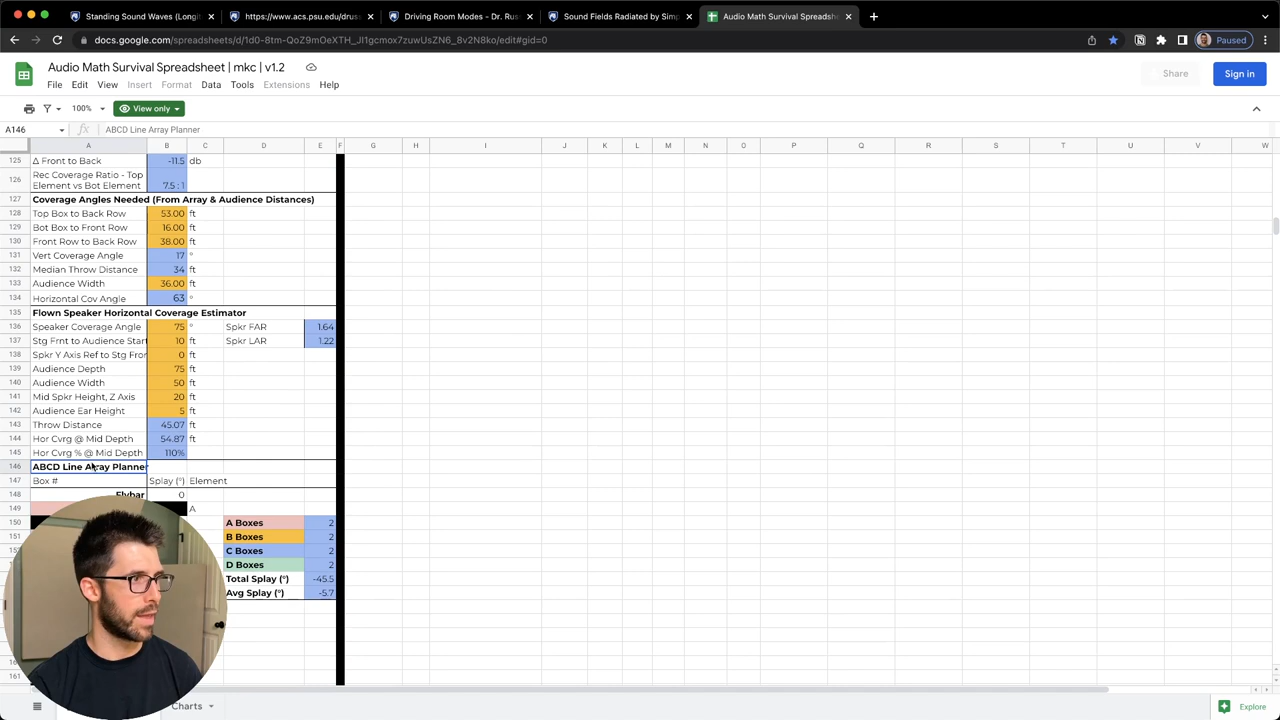 Standing Sound Waves (Longit
https://www.acs.psu.edu/druss
Driving Room Modes - Dr. Rus
Sound Fields Radiated by Simp
Audio Math Survival Spreadshe
docs.google.com/spreadsheets/d/1d0-8tm-QoZ9mOeXTH_JI1gcmox7zuwUsZN6_8v2N8ko/edit#gid=0
Paused
Audio Math Survival Spreadsheet | mkc | v1.2
File Edit View Insert Format Data Tools Extensions Help
Share
Sign in
100%
View only
A146
fx
ABCD Line Array Planner
A B C D E F G H I J K L M N O P Q R S T U V W
125 Δ Front to Back -11.5 db
126 Rec Coverage Ratio - Top Element vs Bot Element 7.5 : 1
127 Coverage Angles Needed (From Array & Audience Distances)
128 Top Box to Back Row 53.00 ft
129 Bot Box to Front Row 16.00 ft
130 Front Row to Back Row 38.00 ft
131 Vert Coverage Angle 17 °
132 Median Throw Distance 34 ft
133 Audience Width 36.00 ft
134 Horizontal Cov Angle 63 °
135 Flown Speaker Horizontal Coverage Estimator
136 Speaker Coverage Angle 75 ° Spkr FAR 1.64
137 Stg Frnt to Audience Start 10 ft Spkr LAR 1.22
138 Spkr Y Axis Ref to Stg Fror 0 ft
139 Audience Depth 75 ft
140 Audience Width 50 ft
141 Mid Spkr Height, Z Axis 20 ft
142 Audience Ear Height 5 ft
143 Throw Distance 45.07 ft
144 Hor Cvrg @ Mid Depth 54.87 ft
145 Hor Cvrg % @ Mid Depth 110%
146 ABCD Line Array Planner
147 Box # Splay (°) Element
148 Flybar 0
149 A
150 A Boxes 2
151 1 B Boxes 2
C Boxes 2
D Boxes 2
Total Splay (°) -45.5
Avg Splay (°) -5.7
161
Charts
Explore